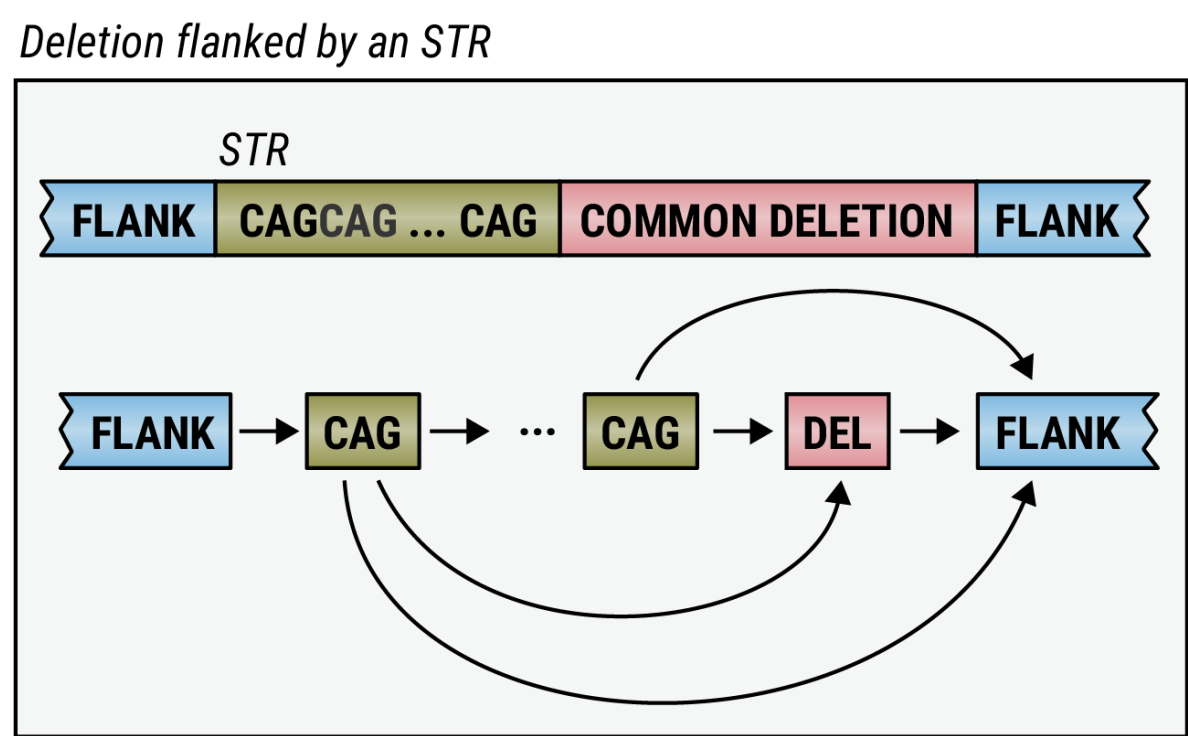 Deletion flanked by an STR
STR
FLANK CAGCAG ... CAG COMMON DELETION FLANK
FLANK CAG ... CAG DEL FLANK